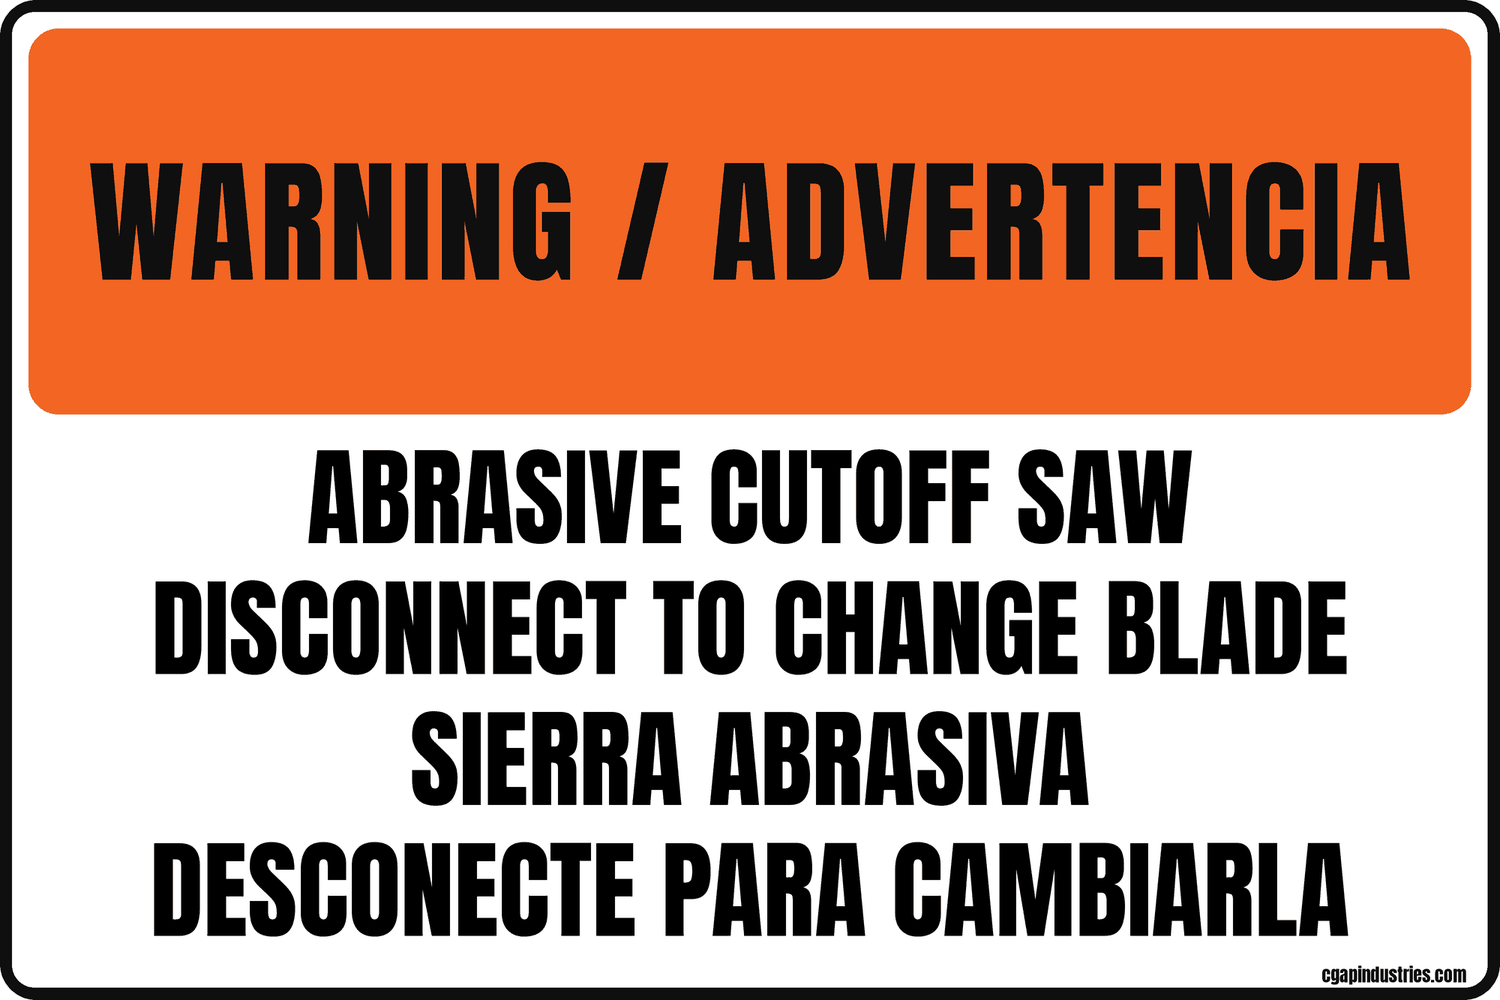 WARNING / ADVERTENCIA
ABRASIVE CUTOFF SAW
DISCONNECT TO CHANGE BLADE
SIERRA ABRASIVA
DESCONECTE PARA CAMBIARLA
cgapindustries.com